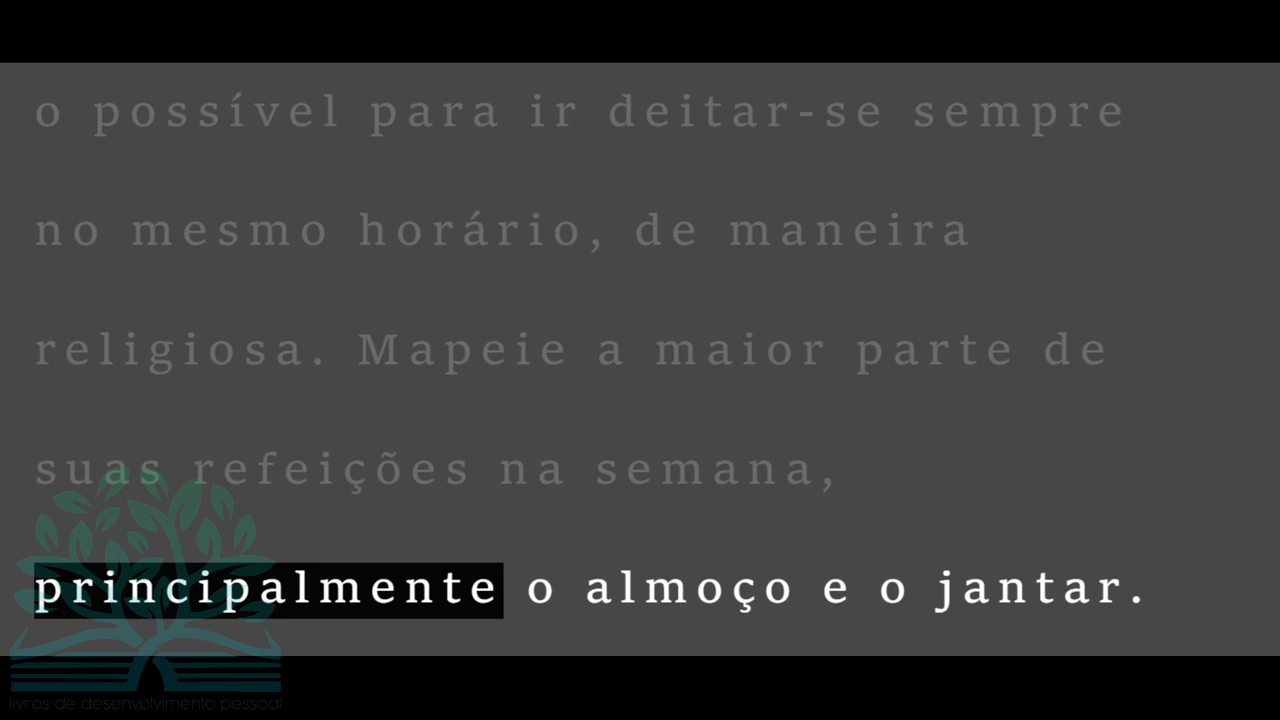 o possível para ir deitar-se sempre
no mesmo horário, de maneira
religiosa. Mapeie a maior parte de
suas refeições na semana,
principalmente o almoço e o jantar.
livros de desenvolvimento pessoal